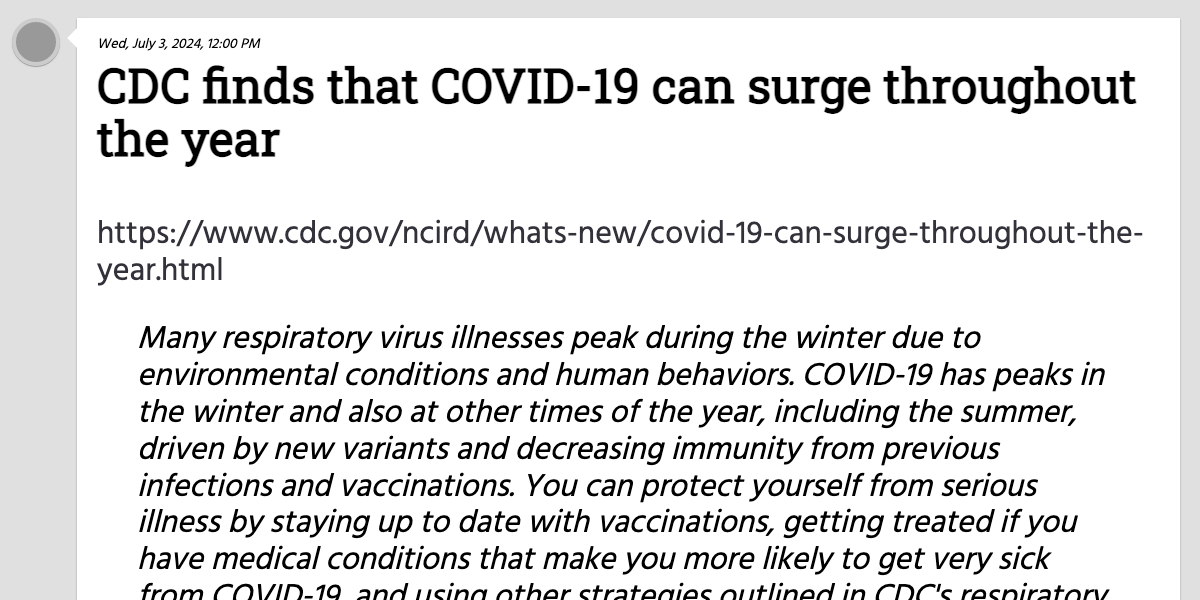 Wed, July 3, 2024, 12:00 PM
CDC finds that COVID-19 can surge throughout
the year
https://www.cdc.gov/ncird/whats-new/covid-19-can-surge-throughout-the-
year.html
Many respiratory virus illnesses peak during the winter due to
environmental conditions and human behaviors. COVID-19 has peaks in
the winter and also at other times of the year, including the summer,
driven by new variants and decreasing immunity from previous
infections and vaccinations. You can protect yourself from serious
illness by staying up to date with vaccinations, getting treated if you
have medical conditions that make you more likely to get very sick
from COVID-19, and using other strategies outlined in CDC's respiratory